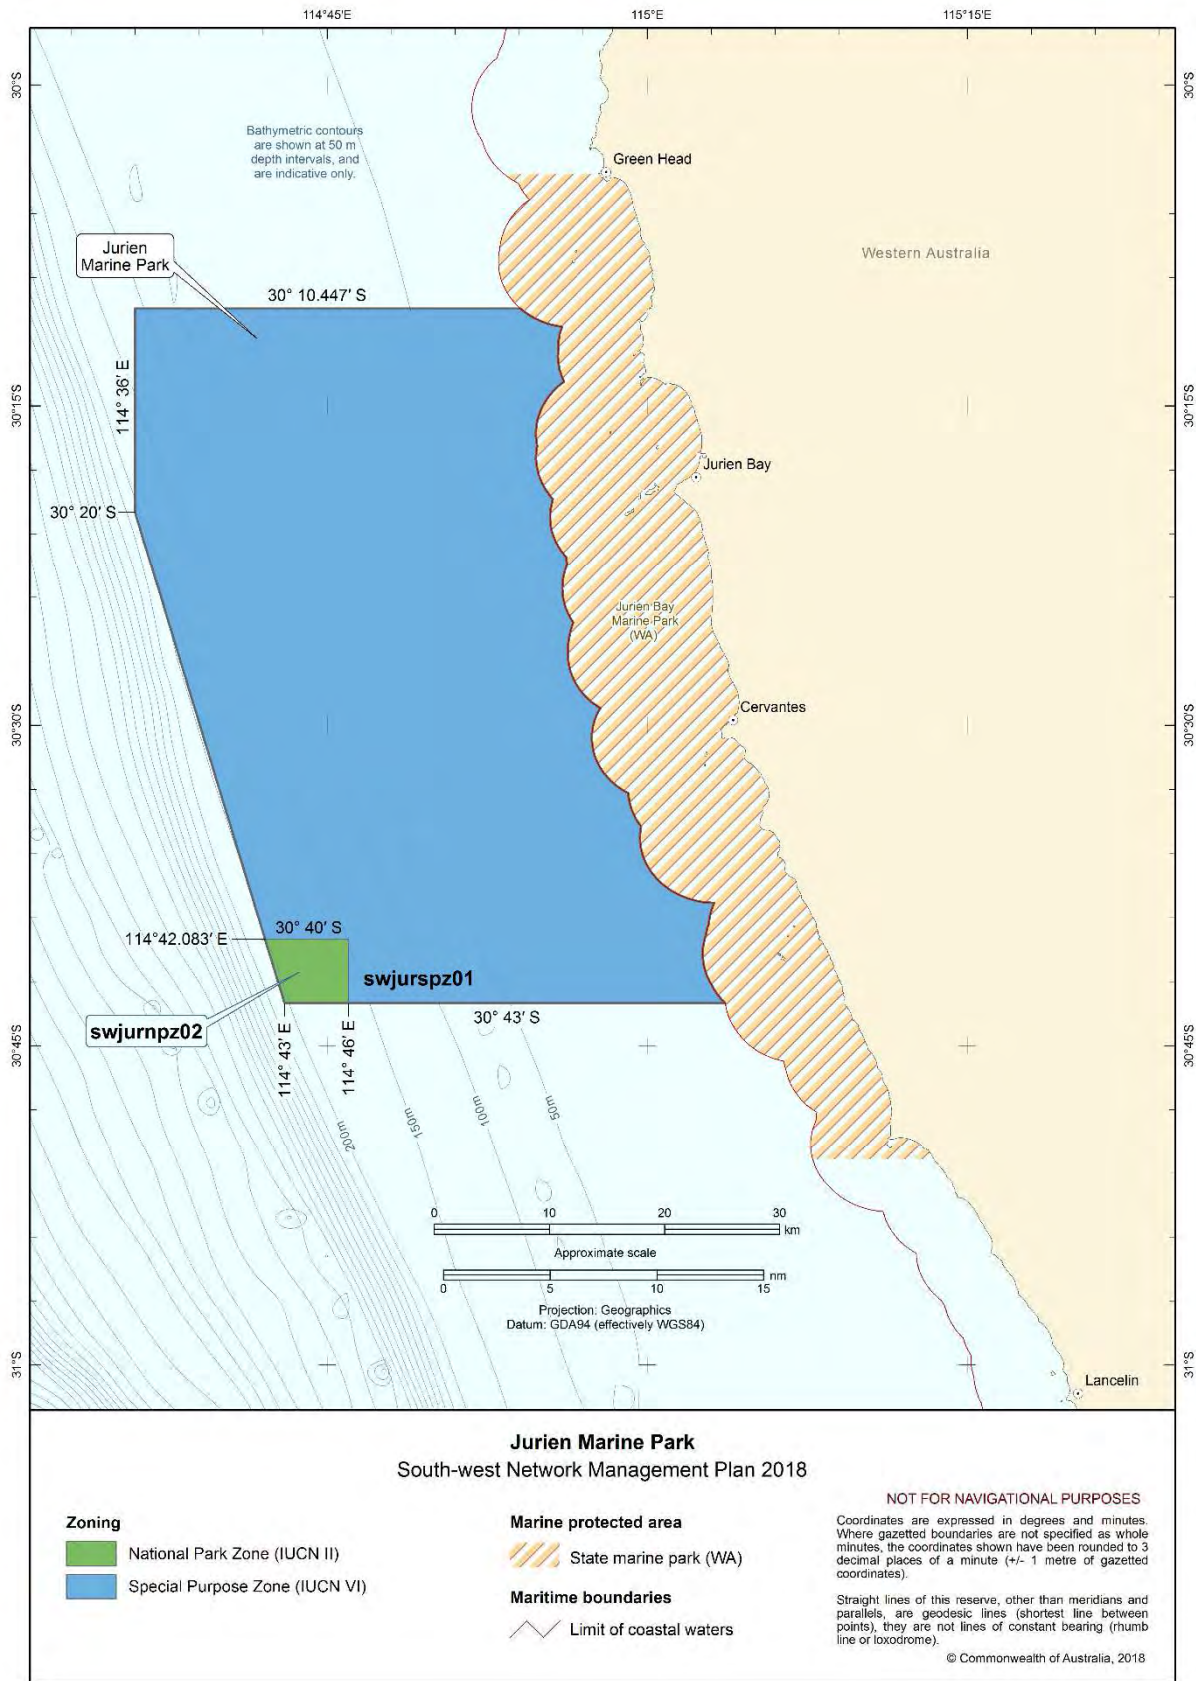 114°45'E
115°E
115°15'E
30°S
30°S
Bathymetric contours
are shown at 50 m
depth intervals, and
are indicative only.
Green Head
Jurien
Marine Park
Western Australia
30° 10.447' S
114° 36' E
30°15'S
30°15'S
Jurien Bay
30° 20' S
Jurien Bay
Marine Park
(WA)
Cervantes
30°30'S
30°30'S
30° 40' S
114°42.083' E
swjurspz01
swjurnpz02
30° 43' S
114° 43' E
114° 46' E
30°45'S
30°45'S
200m
150m
100m
50m
0 10 20 30
km
Approximate scale
nm
0 5 10 15
Projection: Geographics
Datum: GDA94 (effectively WGS84)
31°S
31°S
Lancelin
Jurien Marine Park
South-west Network Management Plan 2018
Zoning
National Park Zone (IUCN II)
Special Purpose Zone (IUCN VI)
Marine protected area
State marine park (WA)
Maritime boundaries
Limit of coastal waters
NOT FOR NAVIGATIONAL PURPOSES
Coordinates are expressed in degrees and minutes.
Where gazetted boundaries are not specified as whole
minutes, the coordinates shown have been rounded to 3
decimal places of a minute (+/- 1 metre of gazetted
coordinates).
Straight lines of this reserve, other than meridians and
parallels, are geodesic lines (shortest line between
points), they are not lines of constant bearing (rhumb
line or loxodrome).
© Commonwealth of Australia, 2018